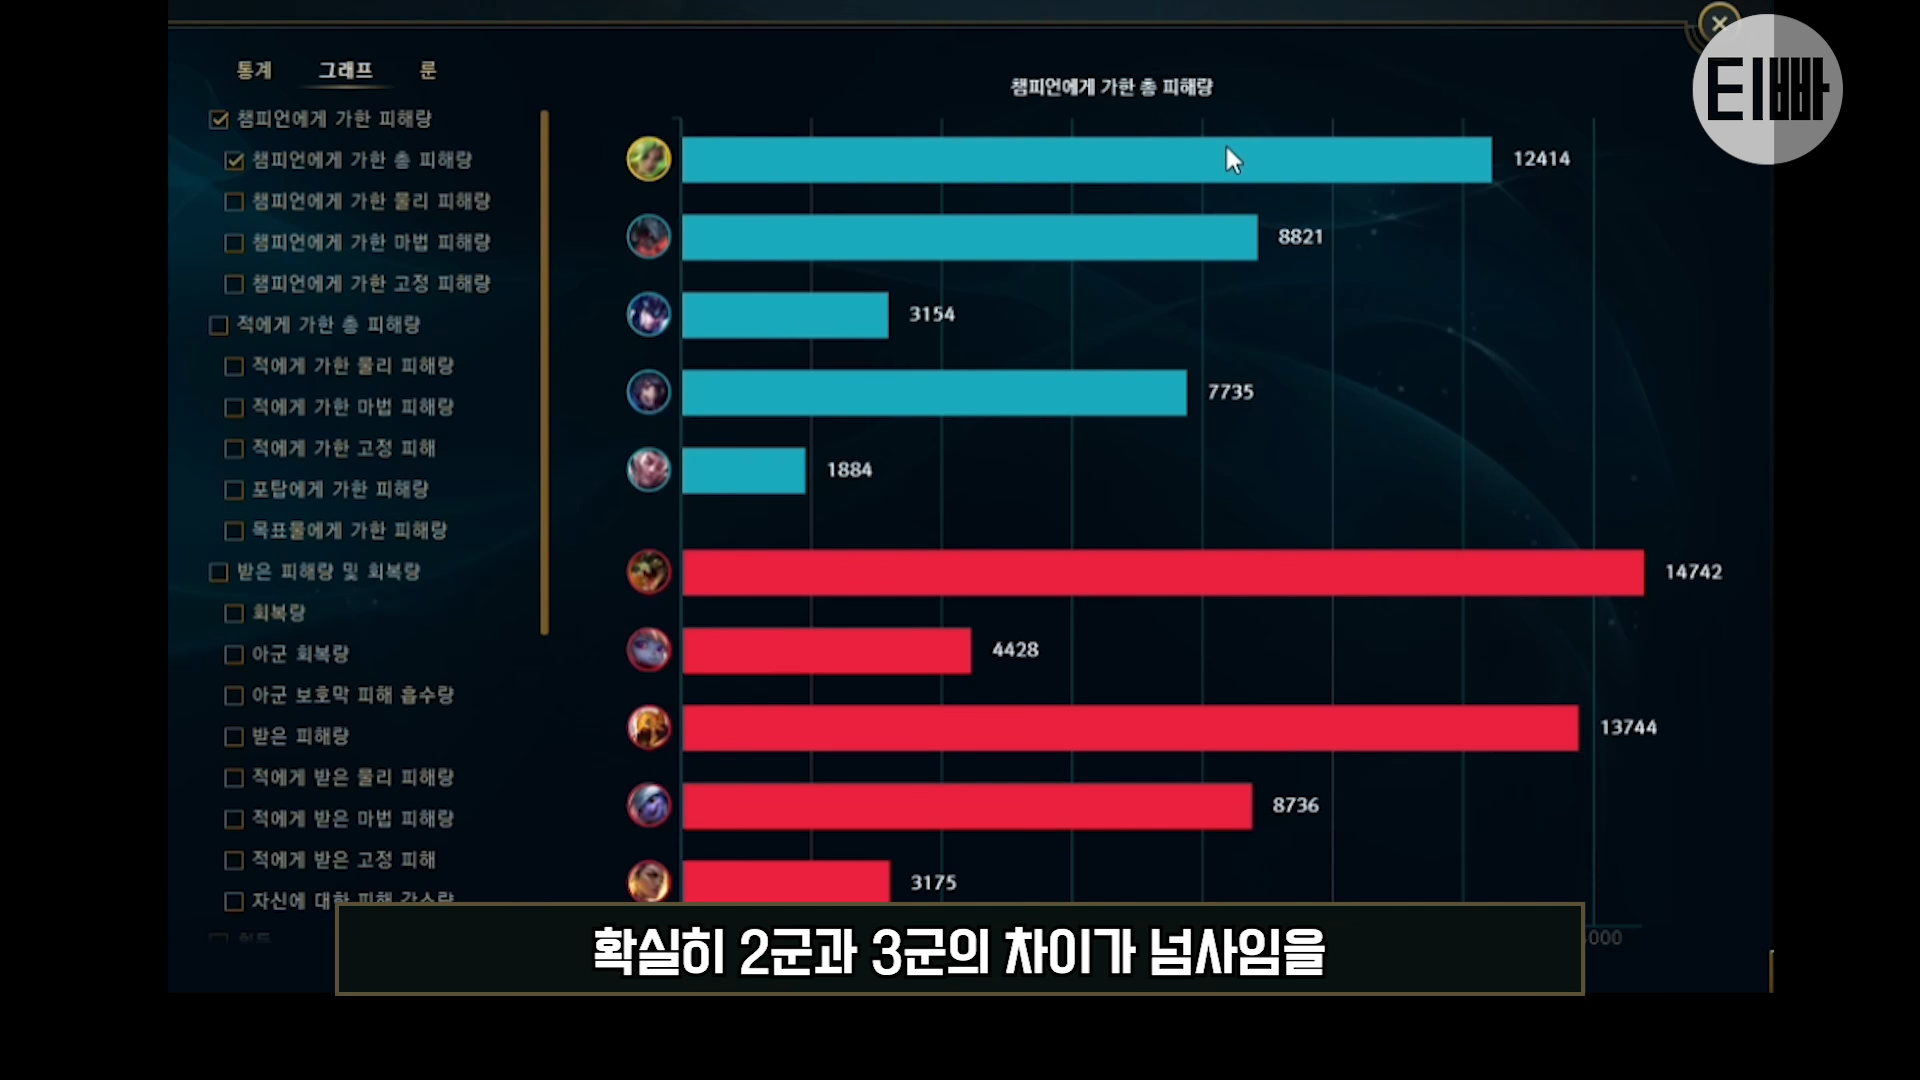 통계 그래프 룬
챔피언에게 가한 총 피해량
티빠
챔피언에게 가한 피해량
챔피언에게 가한 총 피해량
챔피언에게 가한 물리 피해량
챔피언에게 가한 마법 피해량
챔피언에게 가한 고정 피해량
적에게 가한 총 피해량
적에게 가한 물리 피해량
적에게 가한 마법 피해량
적에게 가한 고정 피해
포탑에게 가한 피해량
목표물에게 가한 피해량
받은 피해량 및 회복량
회복량
아군 회복량
아군 보호막 피해 흡수량
받은 피해량
적에게 받은 물리 피해량
적에게 받은 마법 피해량
적에게 받은 고정 피해
자신에 대한 피해 감소량
12414
8821
3154
7735
1884
14742
4428
13744
8736
3175
확실히 2군과 3군의 차이가 넘사임을